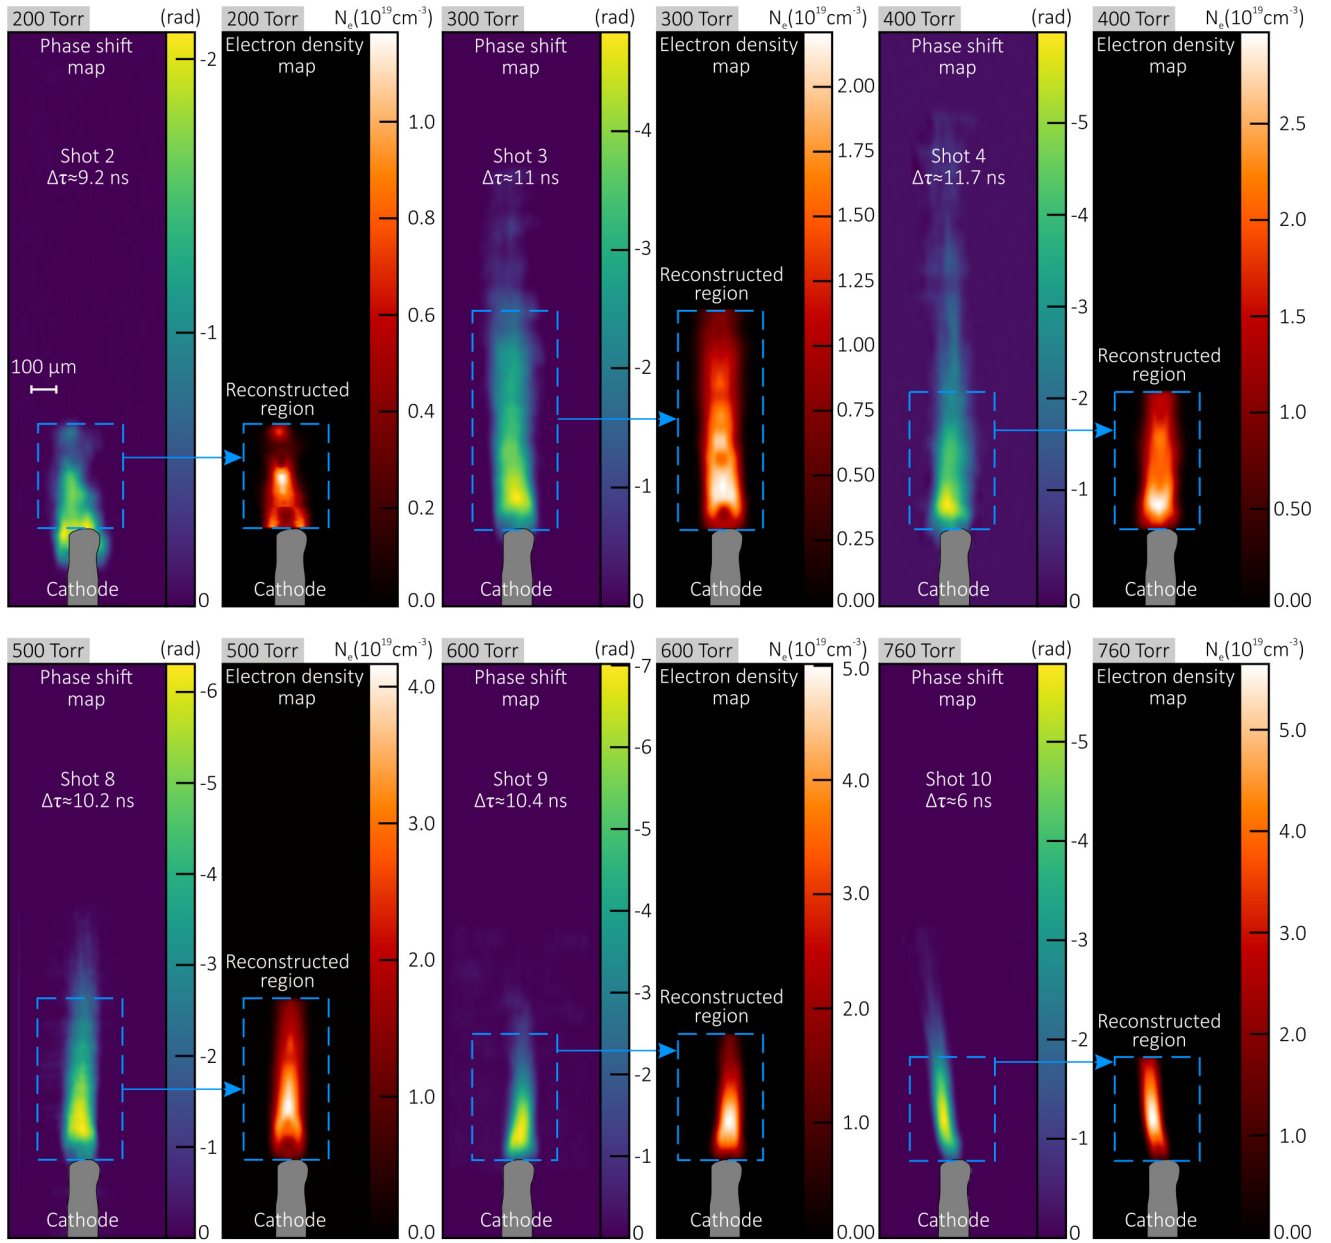 200 Torr
(rad)
200 Torr
Nₑ(10¹⁹cm⁻³)
Phase shift
map
Electron density
map
Shot 2
Δτ≈9.2 ns
100 μm
Reconstructed
region
Cathode
Cathode
-2
-1
0
1.0
0.8
0.6
0.4
0.2
0.0
300 Torr
(rad)
300 Torr
Nₑ(10¹⁹cm⁻³)
Phase shift
map
Electron density
map
Shot 3
Δτ≈11 ns
Reconstructed
region
Cathode
Cathode
-4
-3
-2
-1
0
2.00
1.75
1.50
1.25
1.00
0.75
0.50
0.25
0.00
400 Torr
(rad)
400 Torr
Nₑ(10¹⁹cm⁻³)
Phase shift
map
Electron density
map
Shot 4
Δτ≈11.7 ns
Reconstructed
region
Cathode
Cathode
-5
-4
-3
-2
-1
0
2.5
2.0
1.5
1.0
0.50
0.00
500 Torr
(rad)
500 Torr
Nₑ(10¹⁹cm⁻³)
Phase shift
map
Electron density
map
Shot 8
Δτ≈10.2 ns
Reconstructed
region
Cathode
Cathode
-6
-5
-4
-3
-2
-1
0
4.0
3.0
2.0
1.0
0.0
600 Torr
(rad)
600 Torr
Nₑ(10¹⁹cm⁻³)
Phase shift
map
Electron density
map
Shot 9
Δτ≈10.4 ns
Reconstructed
region
Cathode
Cathode
-7
-6
-5
-4
-3
-2
-1
0
5.0
4.0
3.0
2.0
1.0
0.00
760 Torr
(rad)
760 Torr
Nₑ(10¹⁹cm⁻³)
Phase shift
map
Electron density
map
Shot 10
Δτ≈6 ns
Reconstructed
region
Cathode
Cathode
-5
-4
-3
-2
-1
0
5.0
4.0
3.0
2.0
1.0
0.00